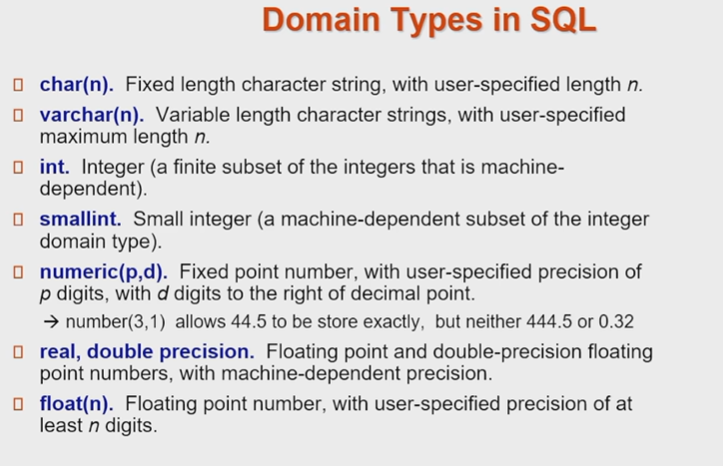 Domain Types in SQL
char(n). Fixed length character string, with user-specified length n.
varchar(n). Variable length character strings, with user-specified
maximum length n.
int. Integer (a finite subset of the integers that is machine-
dependent).
smallint. Small integer (a machine-dependent subset of the integer
domain type).
numeric(p,d). Fixed point number, with user-specified precision of
p digits, with d digits to the right of decimal point.
→ number(3,1) allows 44.5 to be store exactly, but neither 444.5 or 0.32
real, double precision. Floating point and double-precision floating
point numbers, with machine-dependent precision.
float(n). Floating point number, with user-specified precision of at
least n digits.